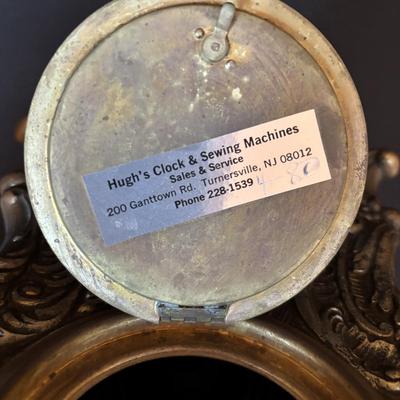 Hugh's Clock & Sewing Machines
Sales & Service
200 Ganttown Rd. Turnersville, NJ 08012
Phone 228-1539